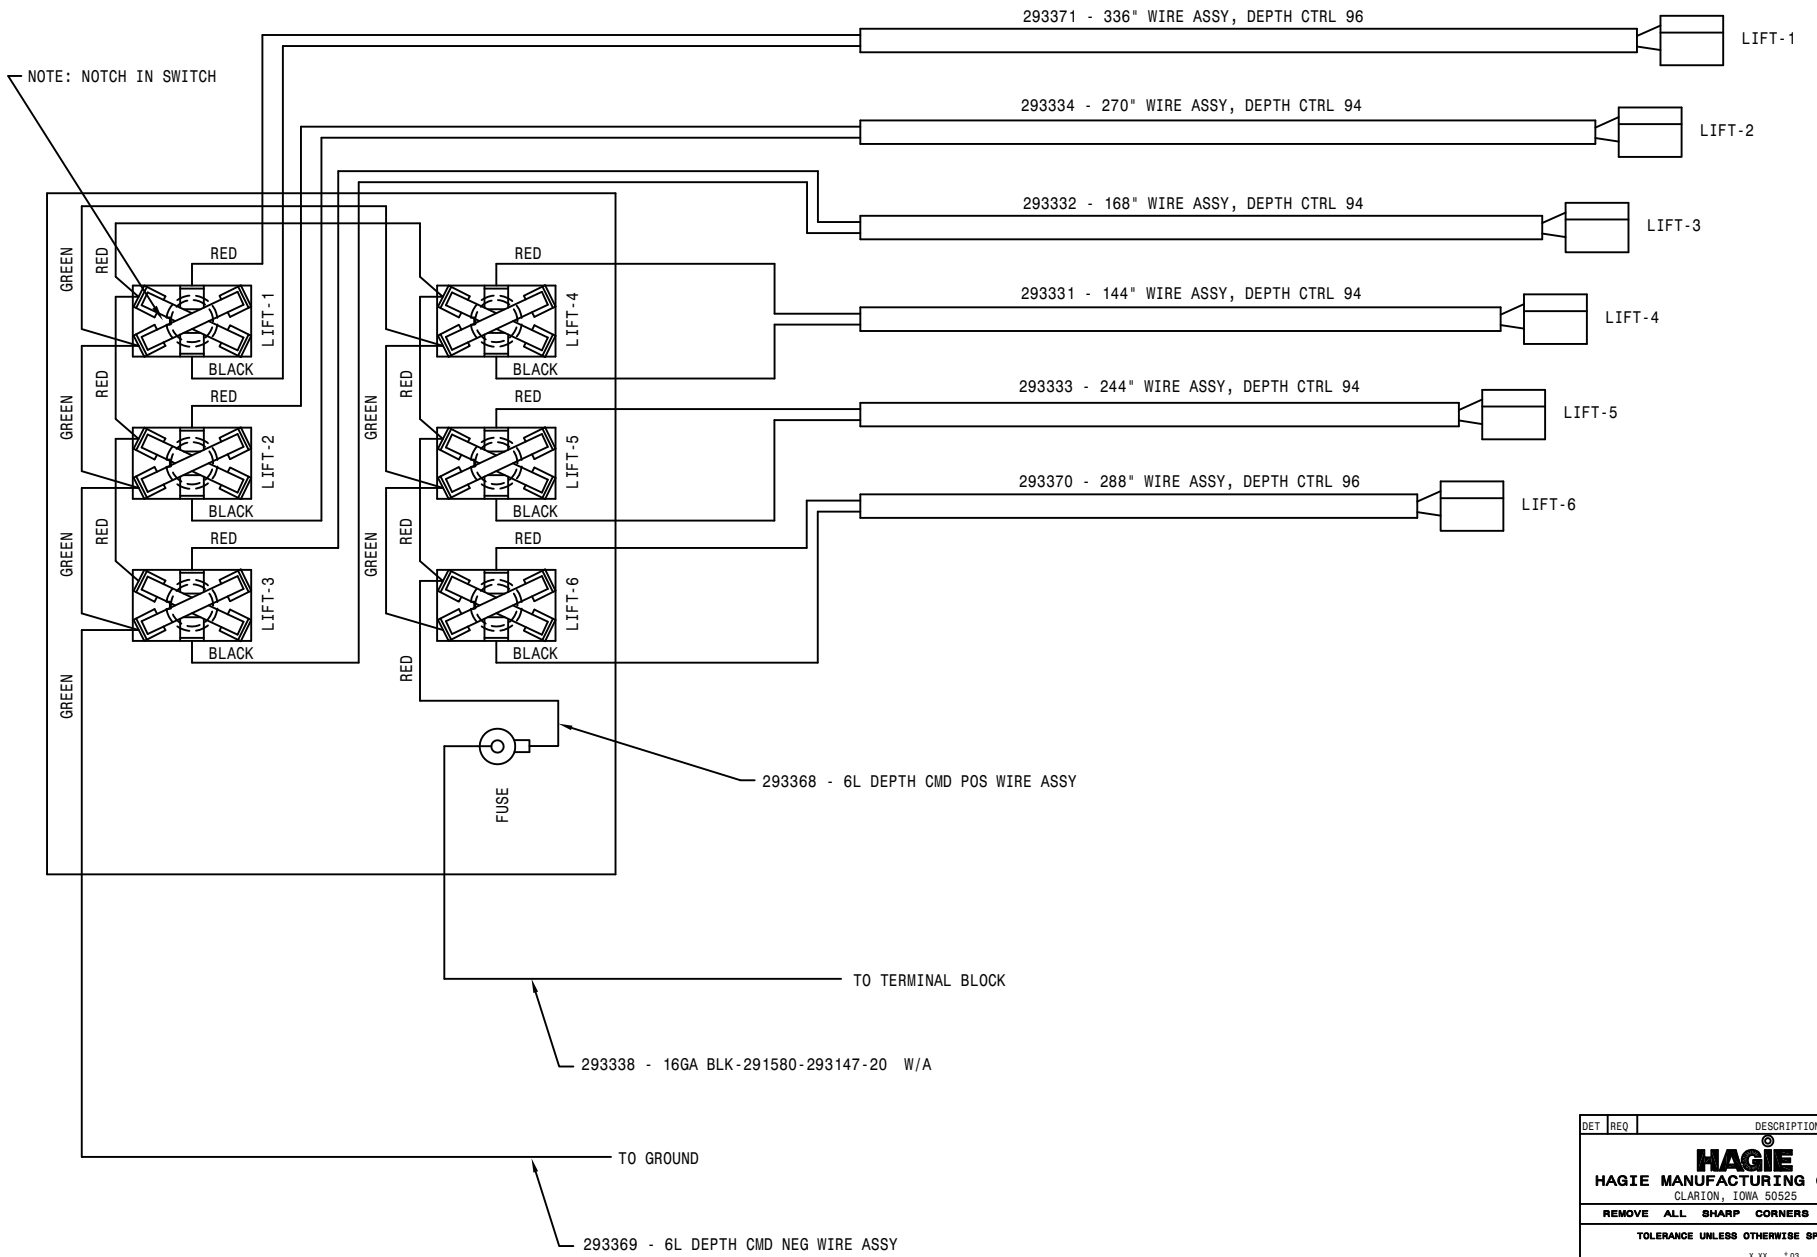 293371 - 336" WIRE ASSY, DEPTH CTRL 96
LIFT-1
NOTE: NOTCH IN SWITCH
293334 - 270" WIRE ASSY, DEPTH CTRL 94
LIFT-2
293332 - 168" WIRE ASSY, DEPTH CTRL 94
LIFT-3
GREEN
RED
RED
LIFT-1
RED
LIFT-4
293331 - 144" WIRE ASSY, DEPTH CTRL 94
LIFT-4
BLACK
BLACK
293333 - 244" WIRE ASSY, DEPTH CTRL 94
LIFT-5
GREEN
RED
RED
LIFT-2
GREEN
RED
RED
LIFT-5
293370 - 288" WIRE ASSY, DEPTH CTRL 96
LIFT-6
BLACK
BLACK
GREEN
RED
RED
LIFT-3
GREEN
RED
RED
LIFT-6
BLACK
BLACK
GREEN
RED
293368 - 6L DEPTH CMD POS WIRE ASSY
FUSE
TO TERMINAL BLOCK
293338 - 16GA BLK-291580-293147-20 W/A
TO GROUND
293369 - 6L DEPTH CMD NEG WIRE ASSY
DET REQ DESCRIPTION
HAGIE
HAGIE MANUFACTURING
CLARION, IOWA 50525
REMOVE ALL SHARP CORNERS
TOLERANCE UNLESS OTHERWISE